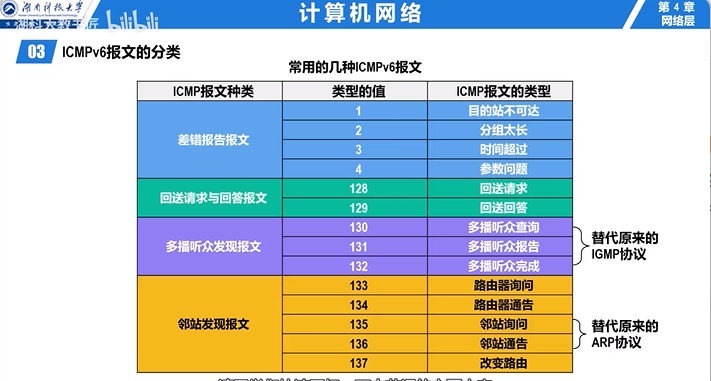 湖南科技大学
湖科大教书匠 bilibili
计算机网络
第 4 章
网络层
03 ICMPv6报文的分类
常用的几种ICMPv6报文
ICMP报文种类 类型的值 ICMP报文的类型
差错报告报文
1 目的站不可达
2 分组太长
3 时间超过
4 参数问题
回送请求与回答报文
128 回送请求
129 回送回答
多播听众发现报文
130 多播听众查询
131 多播听众报告
132 多播听众完成
替代原来的
IGMP协议
邻站发现报文
133 路由器询问
134 路由器通告
135 邻站询问
136 邻站通告
137 改变路由
替代原来的
ARP协议